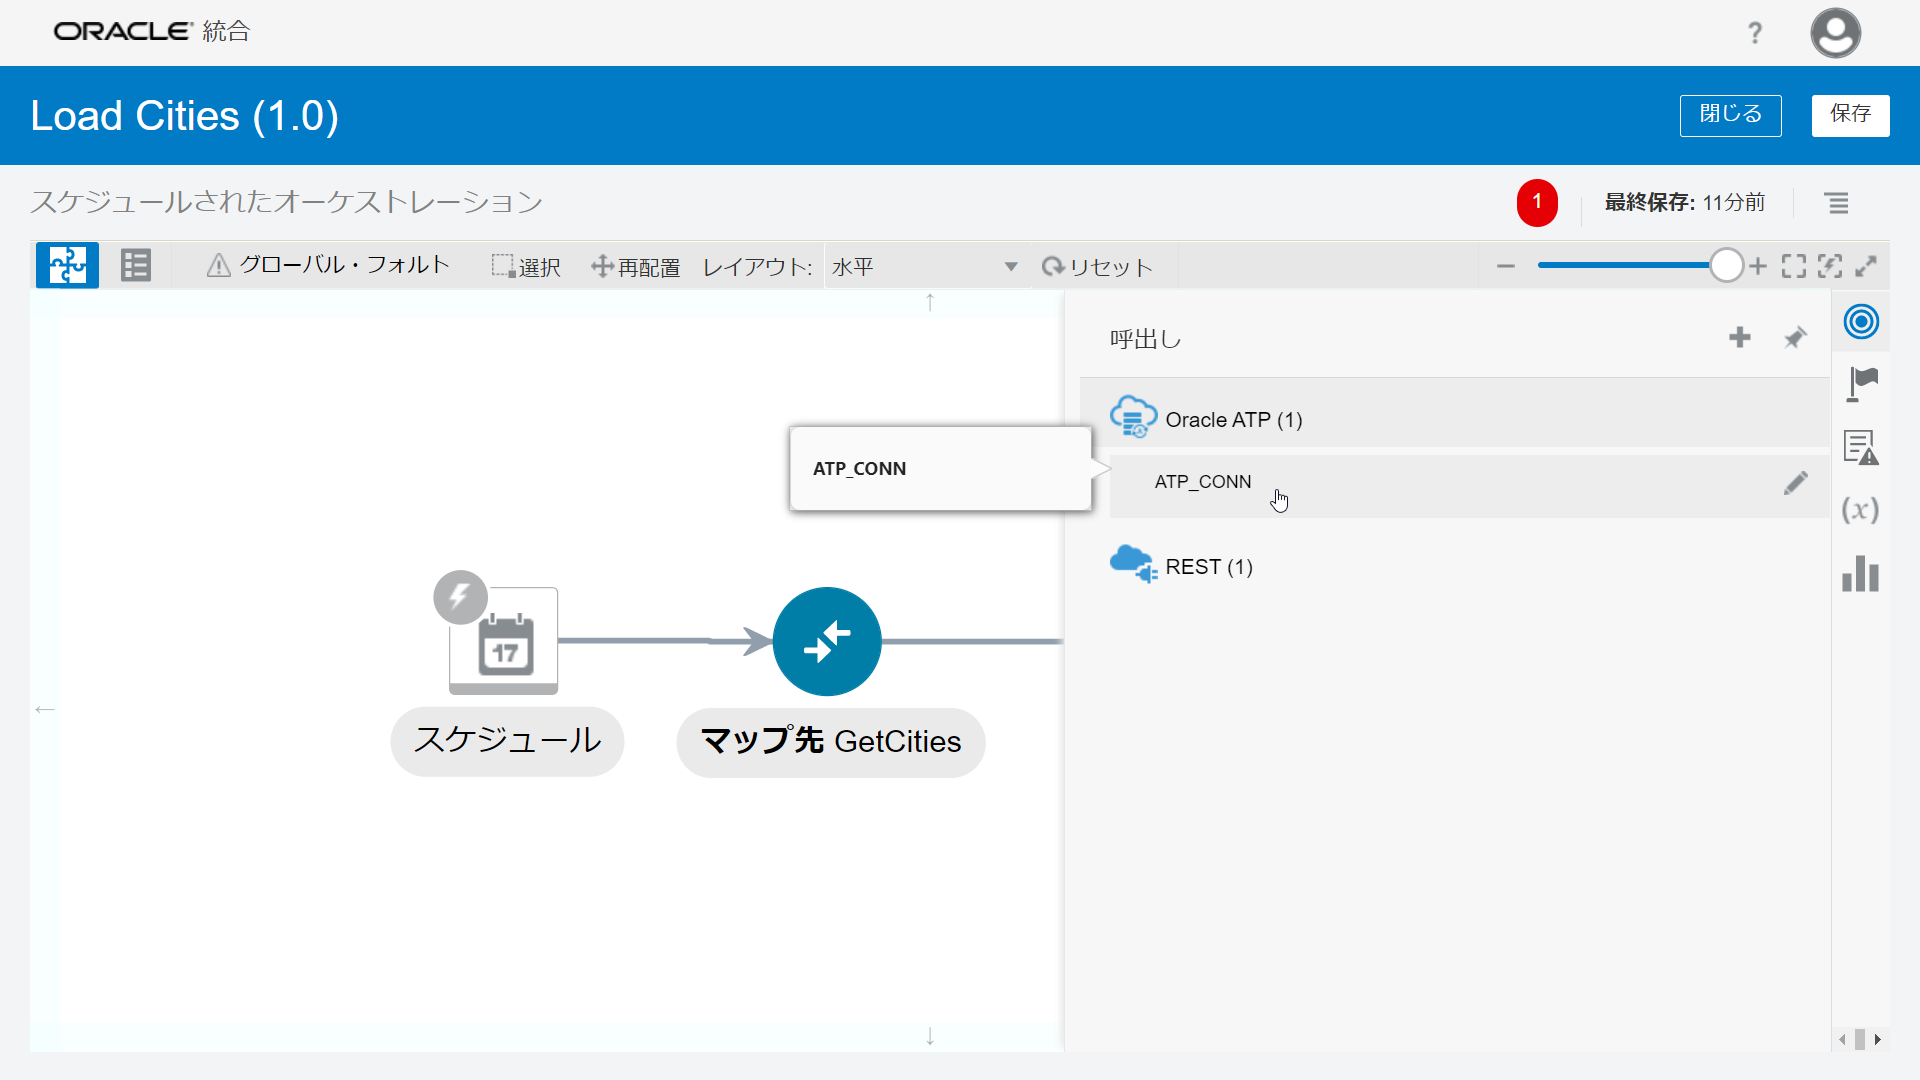 ORACLE 統合
?
Load Cities (1.0)
閉じる
保存
スケジュールされたオーケストレーション
1
最終保存: 11分前
グローバル・フォルト
選択
再配置
レイアウト:
水平
リセット
呼出し
Oracle ATP (1)
ATP_CONN
ATP_CONN
REST (1)
(x)
17
スケジュール
マップ先 GetCities